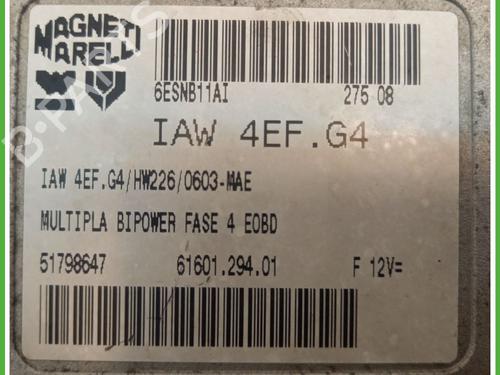 MAGNETI
MARELLI
6ESNB11AI 275 08
IAW 4EF.G4
IAW 4EF.G4/HW226/0603-MAE
MULTIPLA BIPOWER FASE 4 EOBD
51798647 61601.294.01 F 12V=
B-PARTS